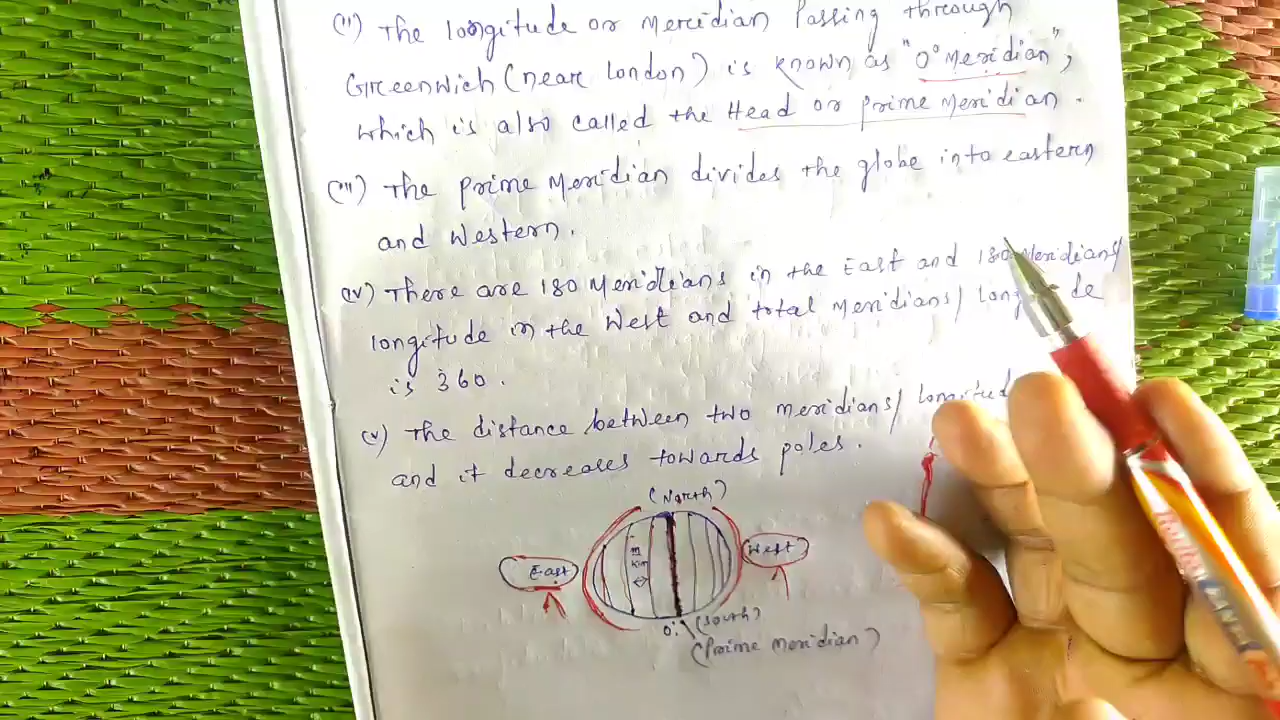 (ii) The longitude or Meridian Passing through
Greenwich (near London) is known as "0° Meridian",
which is also called the Head or prime Meridian.
(iii) The prime Meridian divides the globe into eastern
and Western.
(iv) There are 180 Meridians in the East and 180 Meridians/
longitude in the West and total Meridians/
is 360.
(v) The distance between two meridians/
and it decreases towards poles.
(North)
East
West
km
0°
(South)
(Prime Meridian)